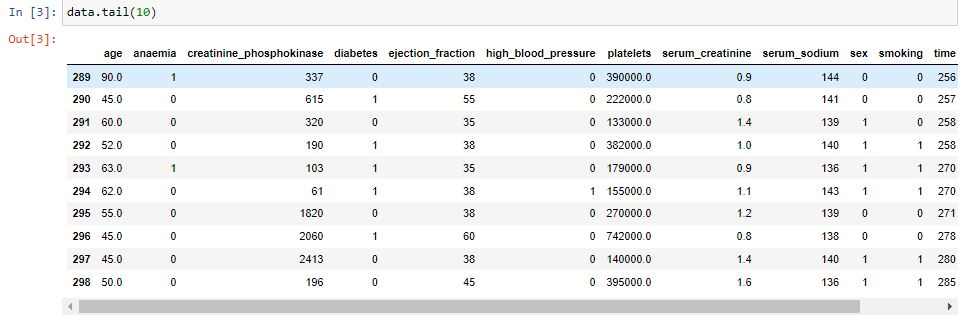 In [3]: data.tail(10)
Out[3]:
age anaemia creatinine_phosphokinase diabetes ejection_fraction high_blood_pressure platelets serum_creatinine serum_sodium sex smoking time
289 90.0 1 337 0 38 0 390000.0 0.9 144 0 0 256
290 45.0 0 615 1 55 0 222000.0 0.8 141 0 0 257
291 60.0 0 320 0 35 0 133000.0 1.4 139 1 0 258
292 52.0 0 190 1 38 0 382000.0 1.0 140 1 1 258
293 63.0 1 103 1 35 0 179000.0 0.9 136 1 1 270
294 62.0 0 61 1 38 1 155000.0 1.1 143 1 1 270
295 55.0 0 1820 0 38 0 270000.0 1.2 139 0 0 271
296 45.0 0 2060 1 60 0 742000.0 0.8 138 0 0 278
297 45.0 0 2413 0 38 0 140000.0 1.4 140 1 1 280
298 50.0 0 196 0 45 0 395000.0 1.6 136 1 1 285